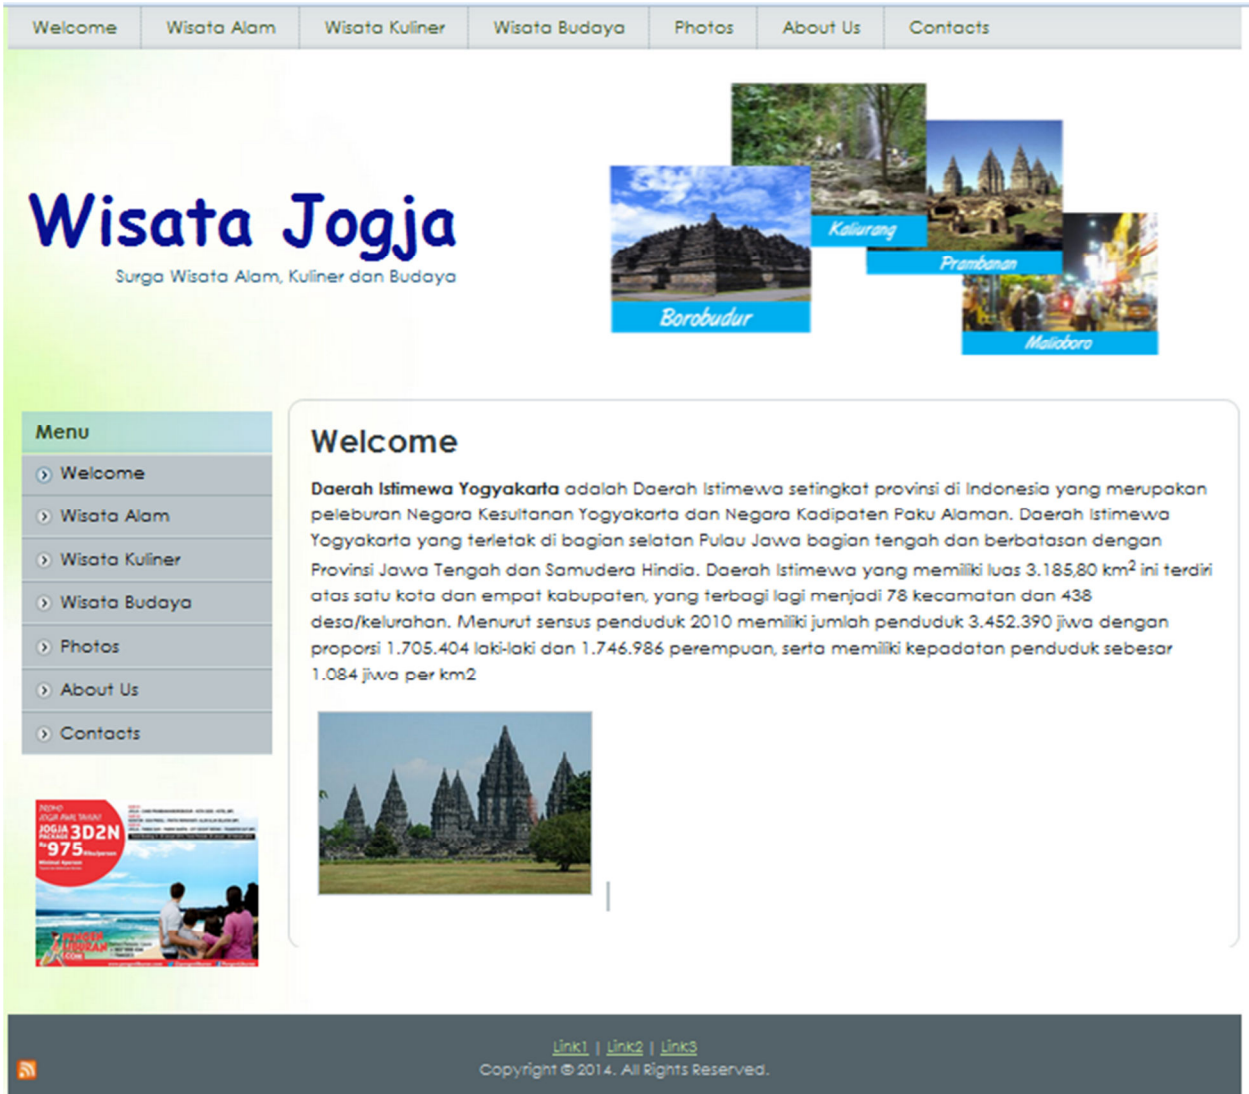 Welcome
Wisata Alam
Wisata Kuliner
Wisata Budaya
Photos
About Us
Contacts
Wisata Jogja
Surga Wisata Alam, Kuliner dan Budaya
Kaliurang
Prambanan
Borobudur
Malioboro
Menu
Welcome
Wisata Alam
Wisata Kuliner
Wisata Budaya
Photos
About Us
Contacts
JOGJA
PACKAGE 3D2N
Rp 975
PENGEN
LIBURAN
.COM
Welcome
Daerah Istimewa Yogyakarta adalah Daerah Istimewa setingkat provinsi di Indonesia yang merupakan
peleburan Negara Kesultanan Yogyakarta dan Negara Kadipaten Paku Alaman. Daerah Istimewa
Yogyakarta yang terletak di bagian selatan Pulau Jawa bagian tengah dan berbatasan dengan
Provinsi Jawa Tengah dan Samudera Hindia. Daerah Istimewa yang memiliki luas 3.185,80 km² ini terdiri
atas satu kota dan empat kabupaten, yang terbagi lagi menjadi 78 kecamatan dan 438
desa/kelurahan. Menurut sensus penduduk 2010 memiliki jumlah penduduk 3.452.390 jiwa dengan
proporsi 1.705.404 laki-laki dan 1.746.986 perempuan, serta memiliki kepadatan penduduk sebesar
1.084 jiwa per km2
Link1 | Link2 | Link3
Copyright © 2014. All Rights Reserved.